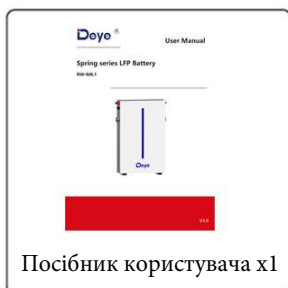 Deye ®
User Manual
Spring series LFP Battery
RW-M6.1
Deye
V1.0
Посібник користувача x1